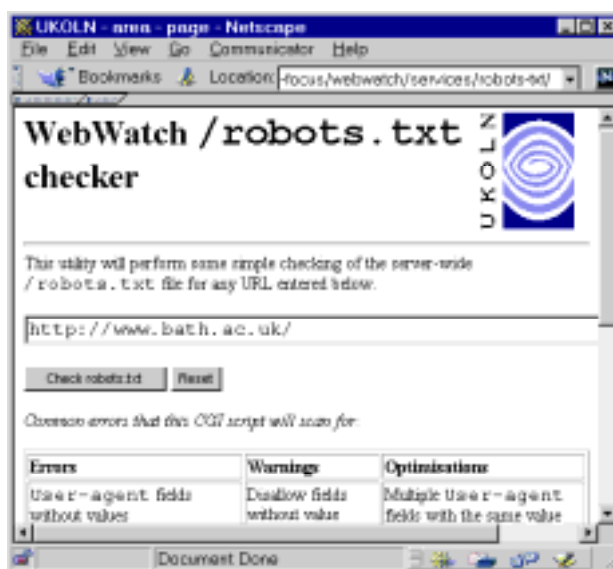 UKOLN - area - page - Netscape
File Edit View Go Communicator Help
Bookmarks Location: -focus/webwatch/services/robots-txt/
WebWatch /robots.txt
checker
UKOLN
This utility will perform some simple checking of the server-wide
/robots.txt file for any URL entered below.
http://www.bath.ac.uk/
Check robots.txt Reset
Common errors that this CGI script will scan for:
Errors Warnings Optimisations
User-agent fields Disallow fields Multiple User-agent
without values without value fields with the same value
Document Done